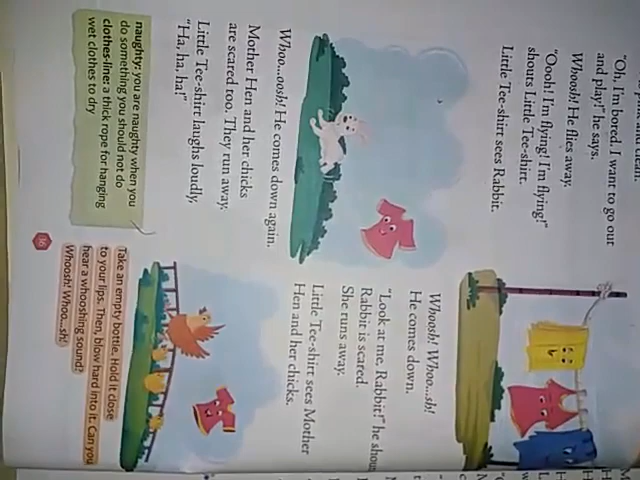 "Oh, I'm bored. I want to go out
and play!" he says.
Whoosh! He flies away.
"Oooh! I'm flying! I'm flying!"
shouts Little Tee-shirt.
Little Tee-shirt sees Rabbit.
Whoosh! Whoo...sh!
He comes down.
"Look at me, Rabbit!" he shou
Rabbit is scared.
She runs away.
Little Tee-shirt sees Mother
Hen and her chicks.
Whoo...oosh! He comes down again.
Mother Hen and her chicks
are scared too. They run away.
Little Tee-shirt laughs loudly,
"Ha, ha, ha!"
naughty: you are naughty when you
do something you should not do
clothes-line: a thick rope for hanging
wet clothes to dry
Take an empty bottle. Hold it close
to your lips. Then, blow hard into it. Can you
hear a whooshing sound?
Whoosh! Whoo...sh!
16